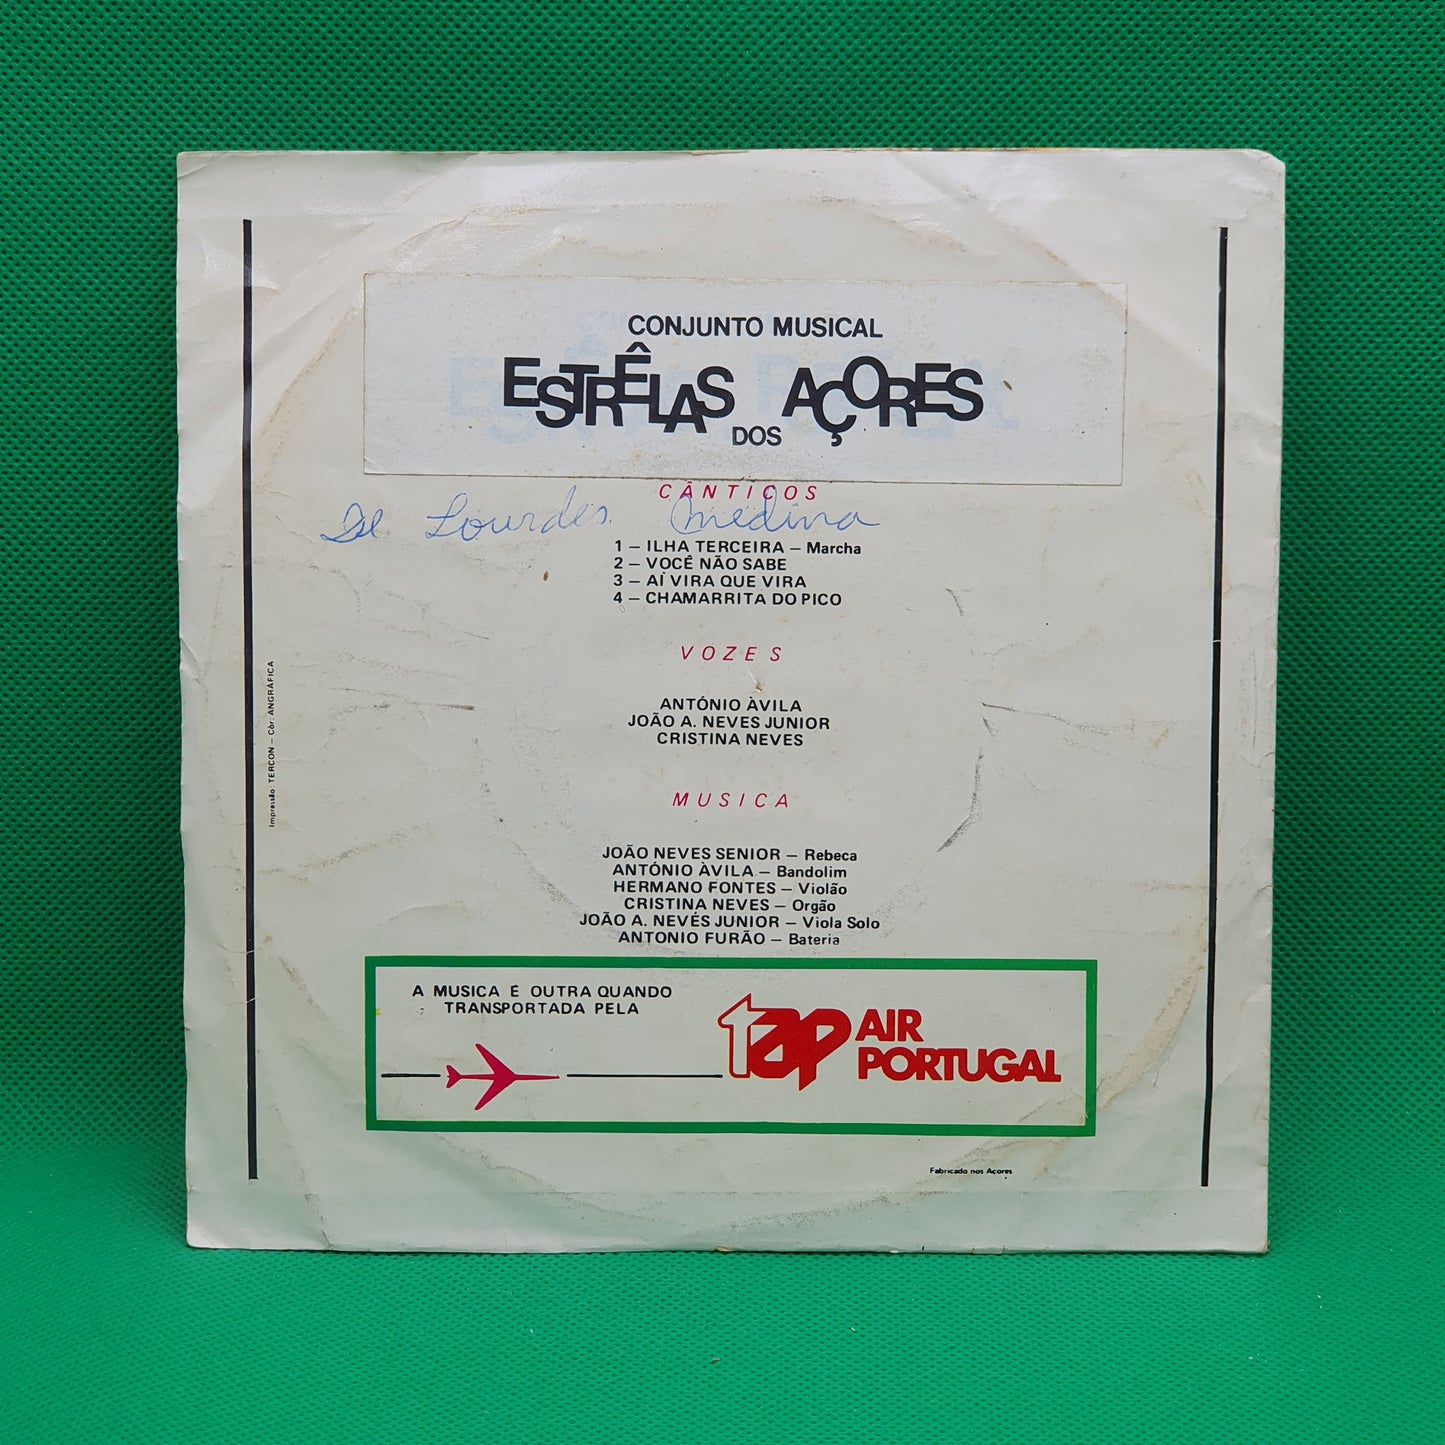 CONJUNTO MUSICAL
ESTRÊLAS DOS AÇORES
CÂNTICOS
De Lourdes Medina
1 – ILHA TERCEIRA – Marcha
2 – VOCÊ NÃO SABE
3 – AÌ VIRA QUE VIRA
4 – CHAMARRITA DO PICO
VOZES
ANTÓNIO ÀVILA
JOÃO A. NEVES JUNIOR
CRISTINA NEVES
MUSICA
JOÃO NEVES SENIOR – Rebeca
ANTÓNIO ÀVILA – Bandolim
HERMANO FONTES – Violão
CRISTINA NEVES – Orgão
JOÃO A. NEVES JUNIOR – Viola Solo
ANTONIO FURÃO – Bateria
A MUSICA E OUTRA QUANDO
TRANSPORTADA PELA
tap AIR
PORTUGAL
Fabricado nos Açores
Impressão: TERCON – Côr: ANGRÁFICA